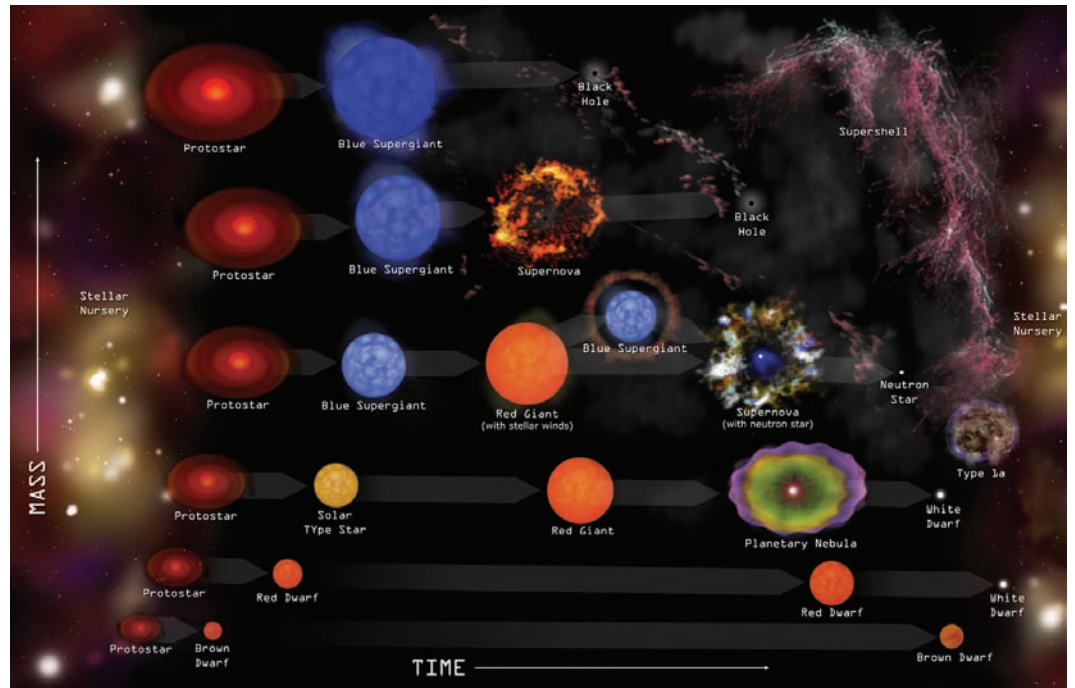 Protostar
Blue Supergiant
Black
Hole
Supershell
Protostar
Blue Supergiant
Supernova
Black
Hole
Stellar
Nursery
Stellar
Nursery
Protostar
Blue Supergiant
Red Giant
(with stellar winds)
Blue Supergiant
Supernova
(with neutron star)
Neutron
Star
Type 1a
MASS
Protostar
Solar
TYpe Star
Red Giant
Planetary Nebula
White
Dwarf
Protostar
Red Dwarf
Red Dwarf
White
Dwarf
Protostar
Brown
Dwarf
Brown Dwarf
TIME